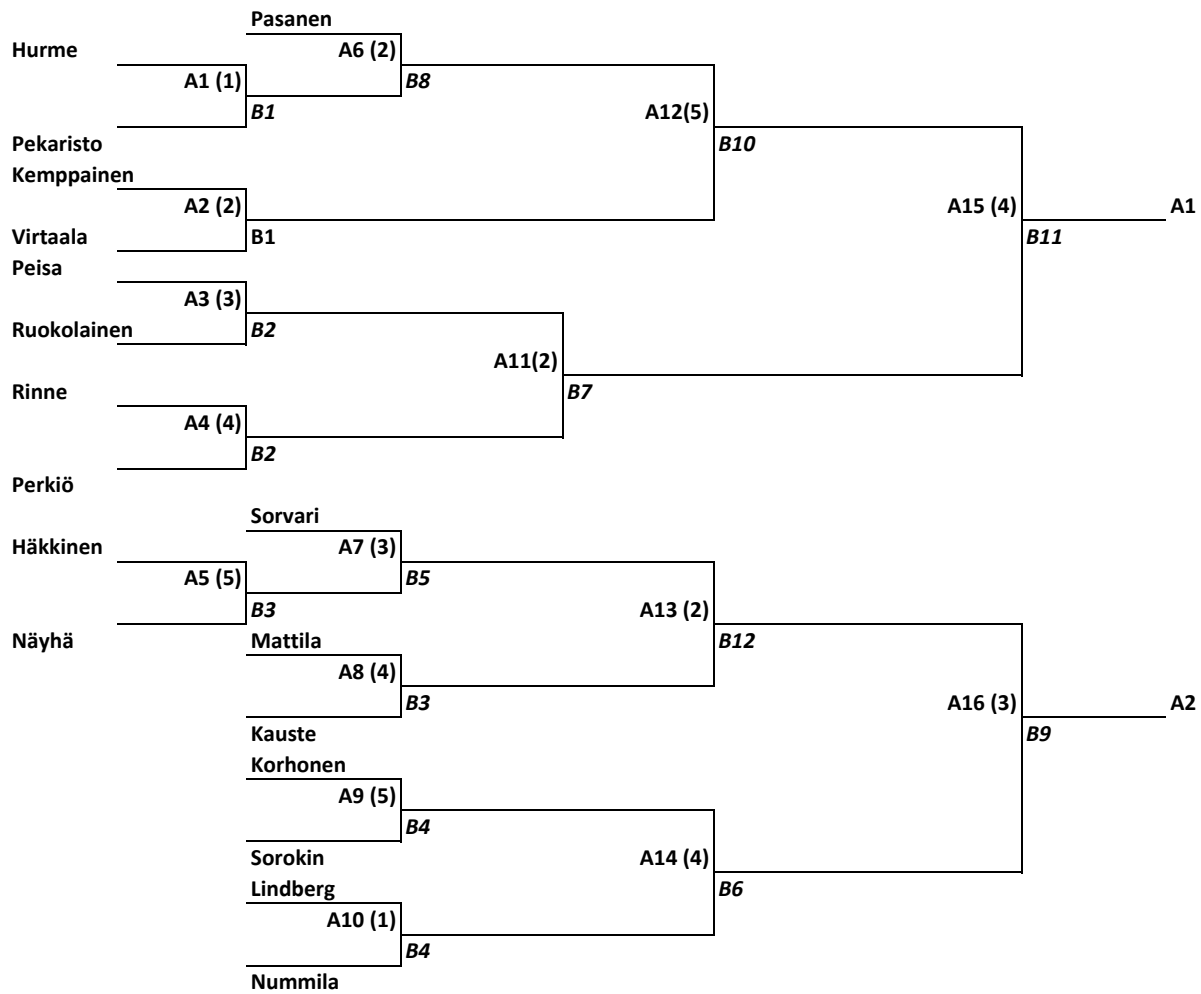 Pasanen
Hurme A6 (2)
A1 (1) B8
B1 A12(5)
Pekaristo B10
Kemppainen
A2 (2) A15 (4) A1
Virtaala B1 B11
Peisa
A3 (3)
Ruokolainen B2
A11(2)
Rinne B7
A4 (4)
B2
Perkiö
Sorvari
Häkkinen A7 (3)
A5 (5) B5
B3 A13 (2)
Näyhä Mattila B12
A8 (4)
B3 A16 (3) A2
Kauste B9
Korhonen
A9 (5)
B4
Sorokin A14 (4)
Lindberg B6
A10 (1)
B4
Nummila